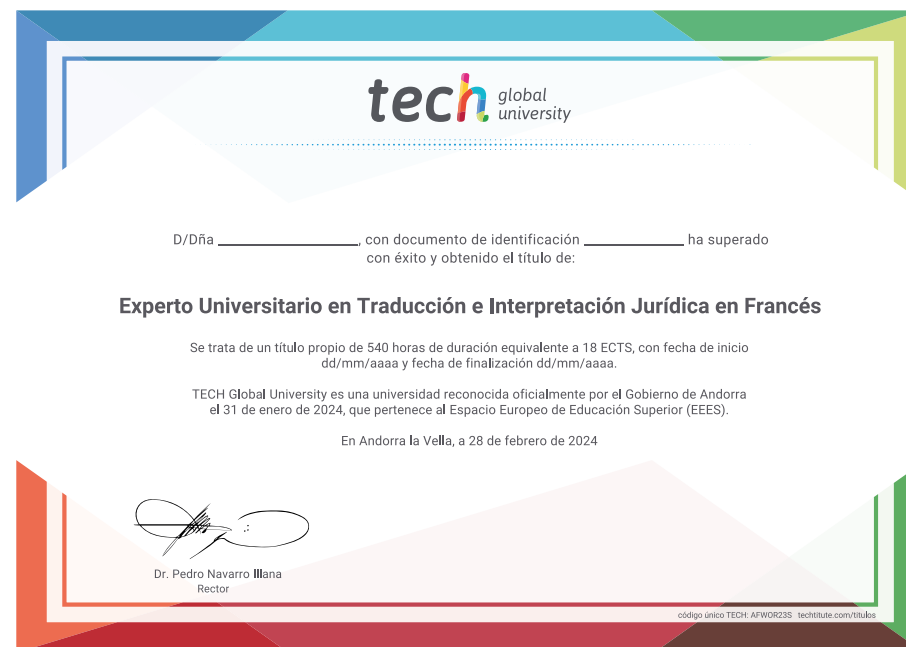 tech global university
D/Dña ____________________, con documento de identificación ______________ ha superado
con éxito y obtenido el título de:
Experto Universitario en Traducción e Interpretación Jurídica en Francés
Se trata de un título propio de 540 horas de duración equivalente a 18 ECTS, con fecha de inicio
dd/mm/aaaa y fecha de finalización dd/mm/aaaa.
TECH Global University es una universidad reconocida oficialmente por el Gobierno de Andorra
el 31 de enero de 2024, que pertenece al Espacio Europeo de Educación Superior (EEES).
En Andorra la Vella, a 28 de febrero de 2024
Dr. Pedro Navarro Illana
Rector
código único TECH: AFWOR23S techtitute.com/titulos